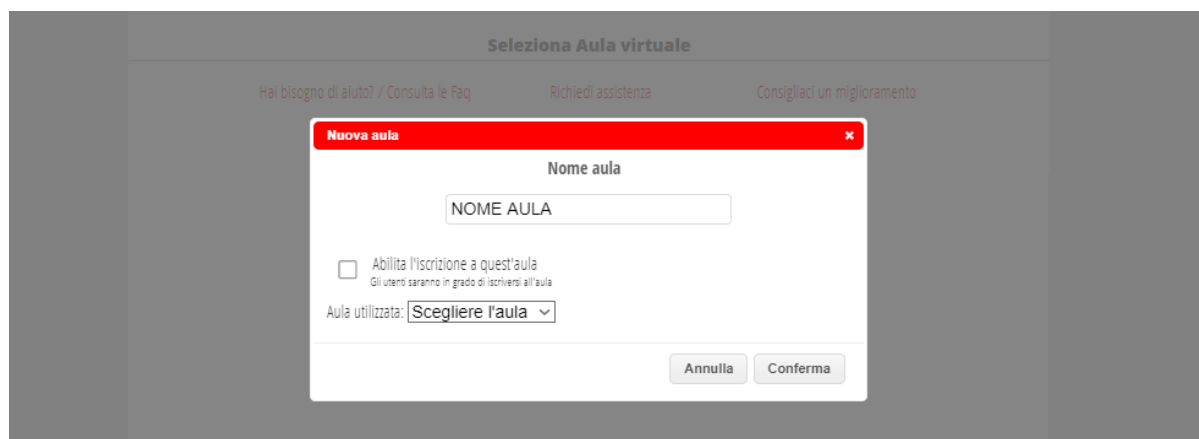 Seleziona Aula virtuale
Hai bisogno di aiuto? / Consulta le Faq Richiedi assistenza Consigliaci un miglioramento
Nuova aula
Nome aula
NOME AULA
Abilita l'iscrizione a quest'aula
Gli utenti saranno in grado di iscriversi all'aula
Aula utilizzata: Scegliere l'aula
Annulla Conferma